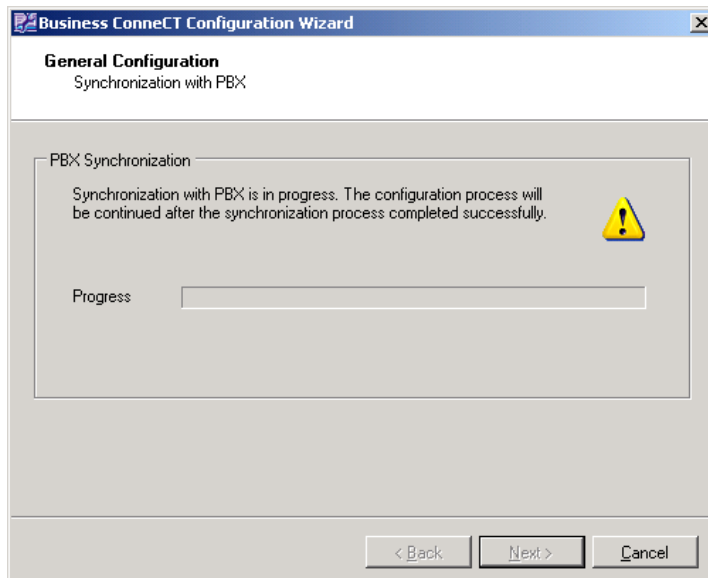 Business ConneCT Configuration Wizard
General Configuration
Synchronization with PBX
PBX Synchronization
Synchronization with PBX is in progress. The configuration process will
be continued after the synchronization process completed successfully.
Progress
< Back Next > Cancel